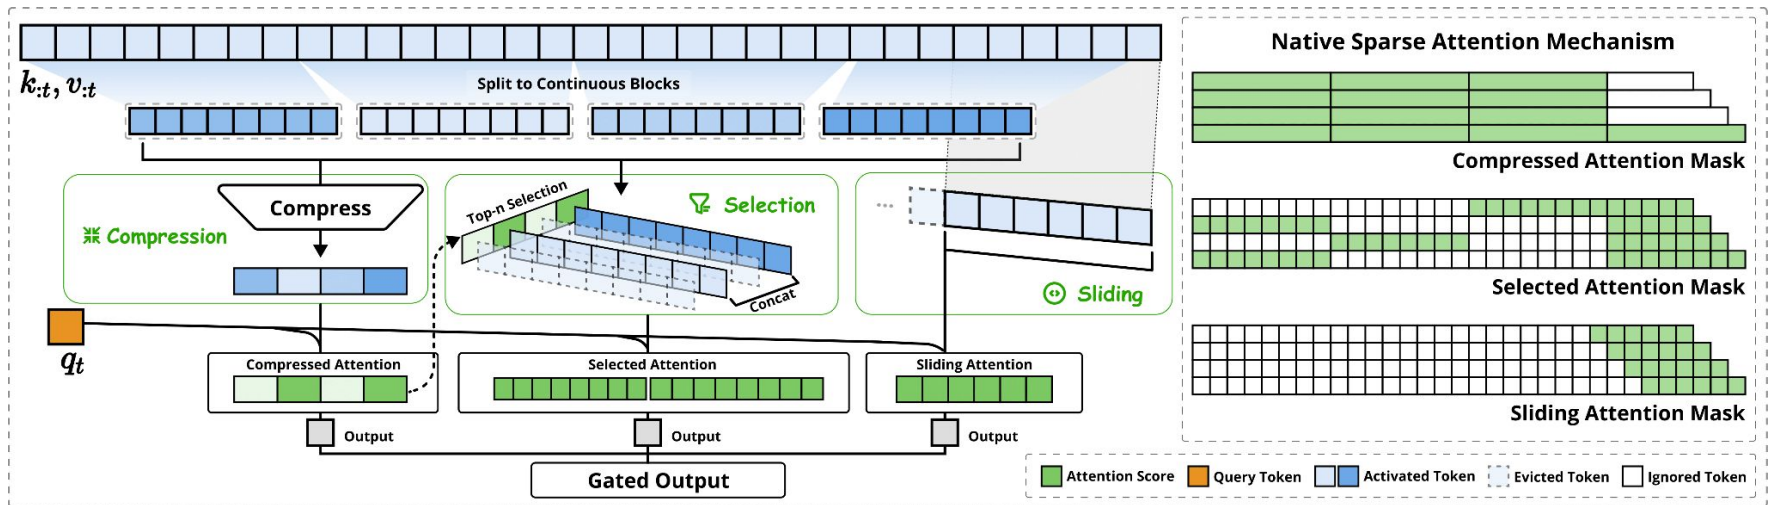 k:t, v:t
Split to Continuous Blocks
Compress
Compression
Top-n Selection
Selection
Concat
...
Sliding
qt
Compressed Attention
Selected Attention
Sliding Attention
Output
Output
Output
Gated Output
Native Sparse Attention Mechanism
Compressed Attention Mask
Selected Attention Mask
Sliding Attention Mask
Attention Score
Query Token
Activated Token
Evicted Token
Ignored Token